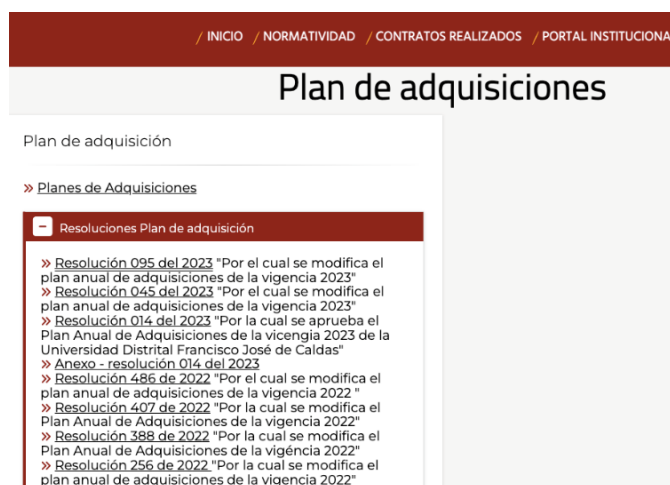 / INICIO / NORMATIVIDAD / CONTRATOS REALIZADOS / PORTAL INSTITUCIONA
Plan de adquisiciones
Plan de adquisición
» Planes de Adquisiciones
− Resoluciones Plan de adquisición
» Resolución 095 del 2023 "Por el cual se modifica el
plan anual de adquisiciones de la vigencia 2023"
» Resolución 045 del 2023 "Por el cual se modifica el
plan anual de adquisiciones de la vigencia 2023"
» Resolución 014 del 2023 "Por la cual se aprueba el
Plan Anual de Adquisiciones de la vicengia 2023 de la
Universidad Distrital Francisco José de Caldas"
» Anexo - resolución 014 del 2023
» Resolución 486 de 2022 "Por el cual se modifica el
plan anual de adquisiciones de la vigencia 2022 "
» Resolución 407 de 2022 "Por la cual se modifica el
Plan Anual de Adquisiciones de la vigencia 2022"
» Resolución 388 de 2022 "Por la cual se modifica el
Plan Anual de Adquisiciones de la vigéncia 2022"
» Resolución 256 de 2022 "Por la cual se modifica el
plan anual de adquisiciones de la vigencia 2022"